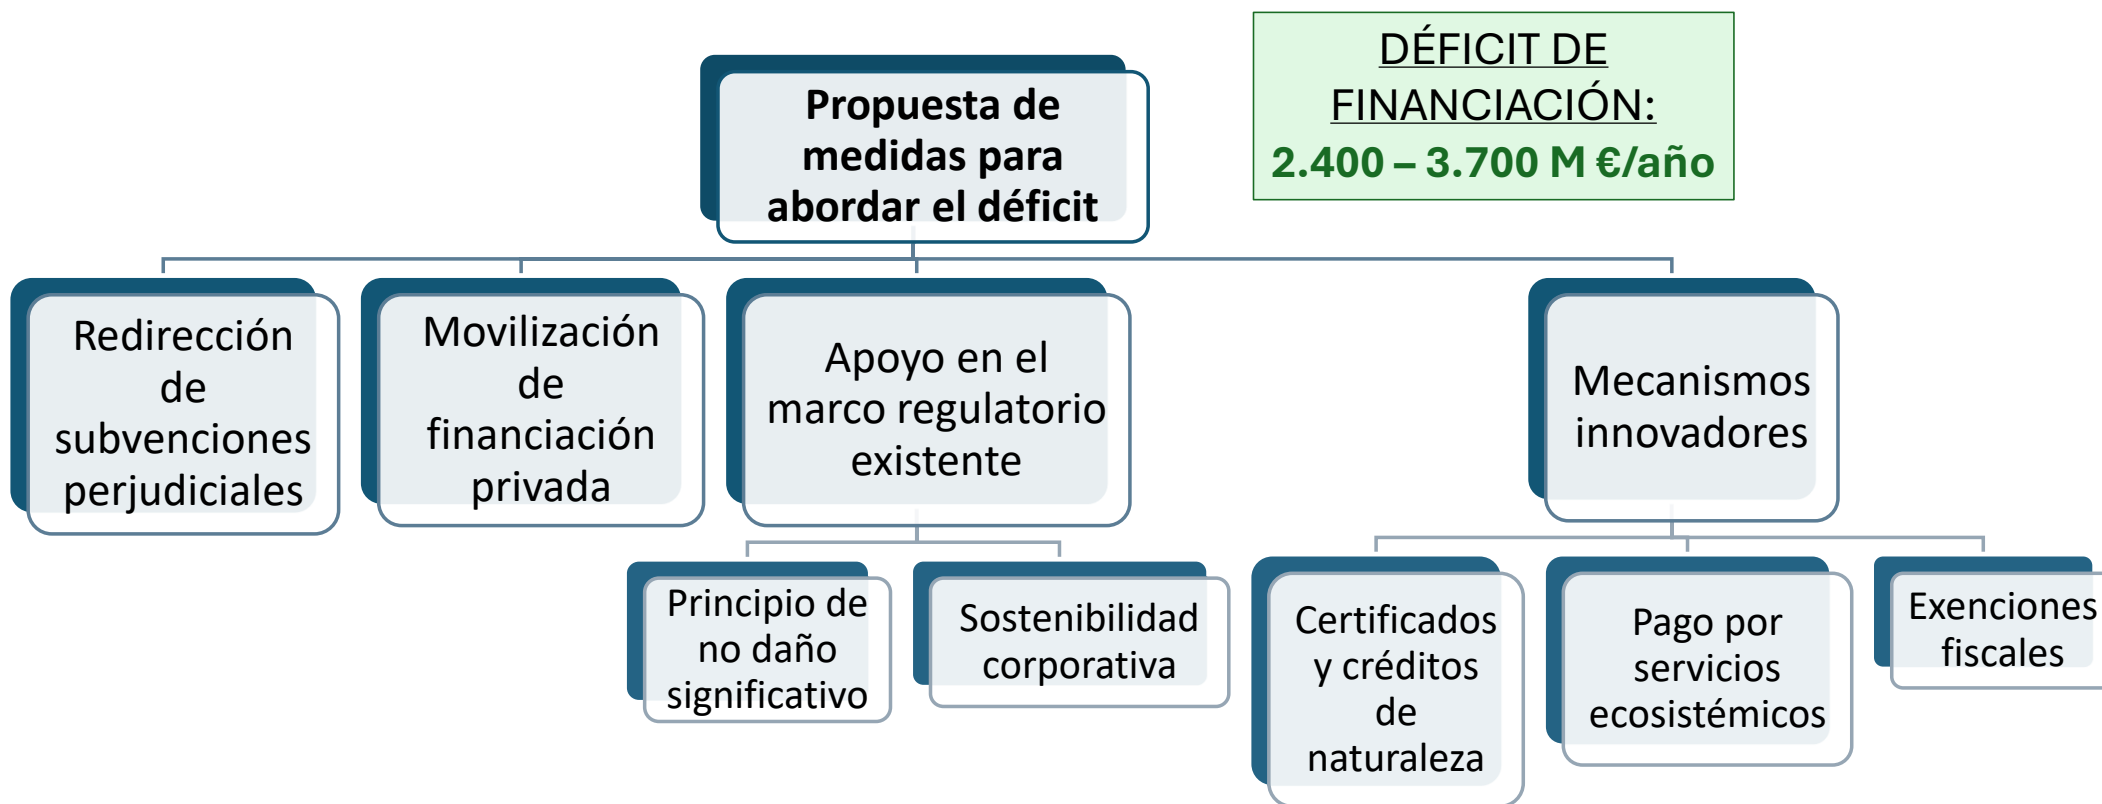 DÉFICIT DE
FINANCIACIÓN:
2.400 – 3.700 M €/año
Propuesta de
medidas para
abordar el déficit
Redirección
de
subvenciones
perjudiciales
Movilización
de
financiación
privada
Apoyo en el
marco regulatorio
existente
Mecanismos
innovadores
Principio de
no daño
significativo
Sostenibilidad
corporativa
Certificados
y créditos
de
naturaleza
Pago por
servicios
ecosistémicos
Exenciones
fiscales